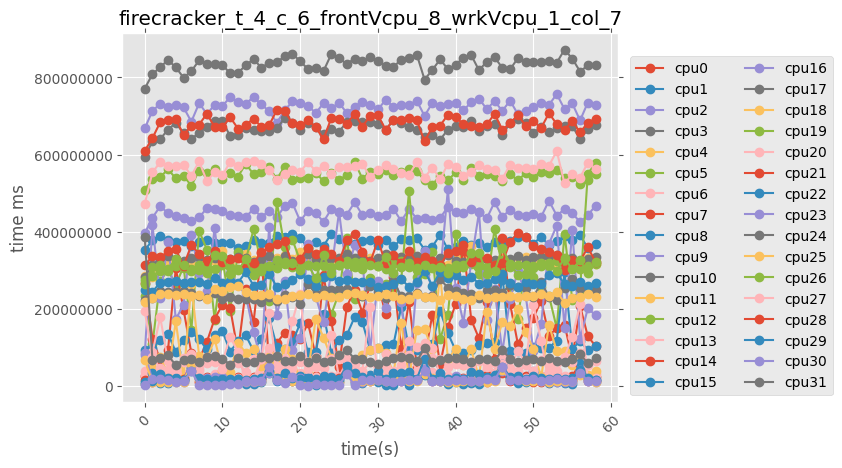 firecracker_t_4_c_6_frontVcpu_8_wrkVcpu_1_col_7
time ms
800000000
600000000
400000000
200000000
0
0
10
20
30
40
50
60
time(s)
cpu0
cpu1
cpu2
cpu3
cpu4
cpu5
cpu6
cpu7
cpu8
cpu9
cpu10
cpu11
cpu12
cpu13
cpu14
cpu15
cpu16
cpu17
cpu18
cpu19
cpu20
cpu21
cpu22
cpu23
cpu24
cpu25
cpu26
cpu27
cpu28
cpu29
cpu30
cpu31